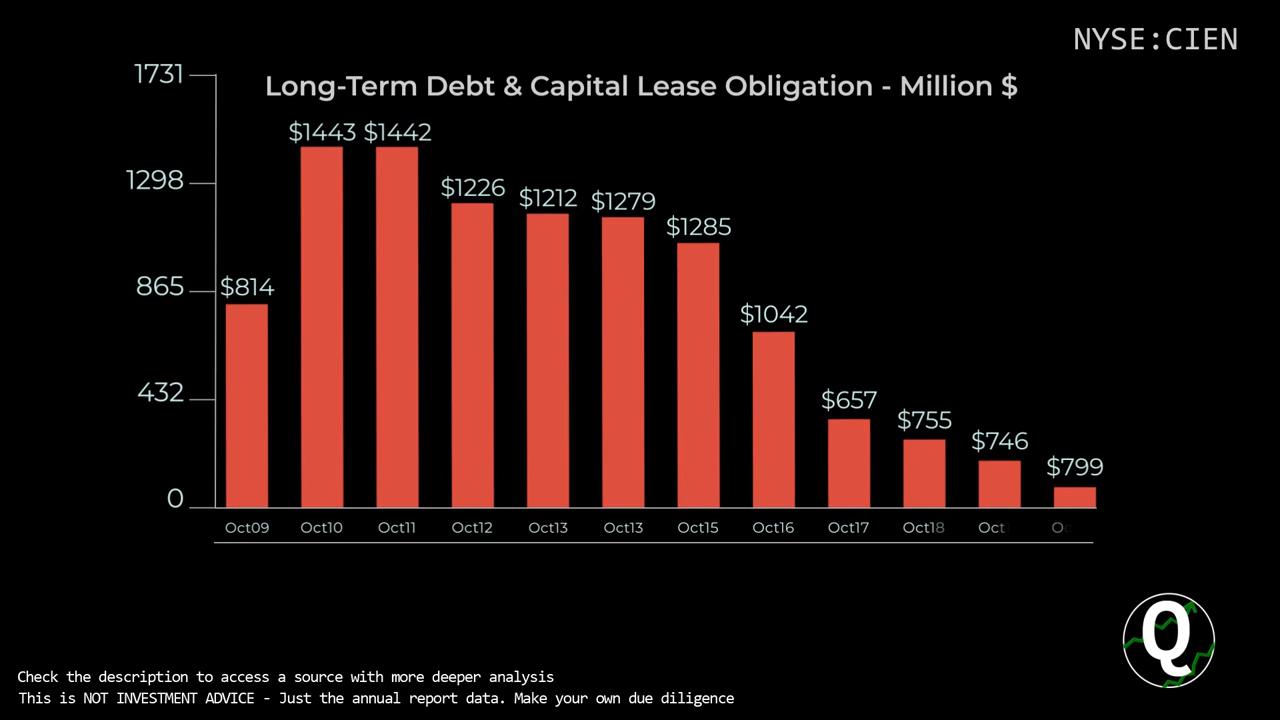 NYSE:CIEN
Long-Term Debt & Capital Lease Obligation - Million $
1731
1298
865
432
0
$814
$1443
$1442
$1226
$1212
$1279
$1285
$1042
$657
$755
$746
$799
Oct09
Oct10
Oct11
Oct12
Oct13
Oct13
Oct15
Oct16
Oct17
Oct18
Oct
Q
Check the description to access a source with more deeper analysis
This is NOT INVESTMENT ADVICE - Just the annual report data. Make your own due diligence